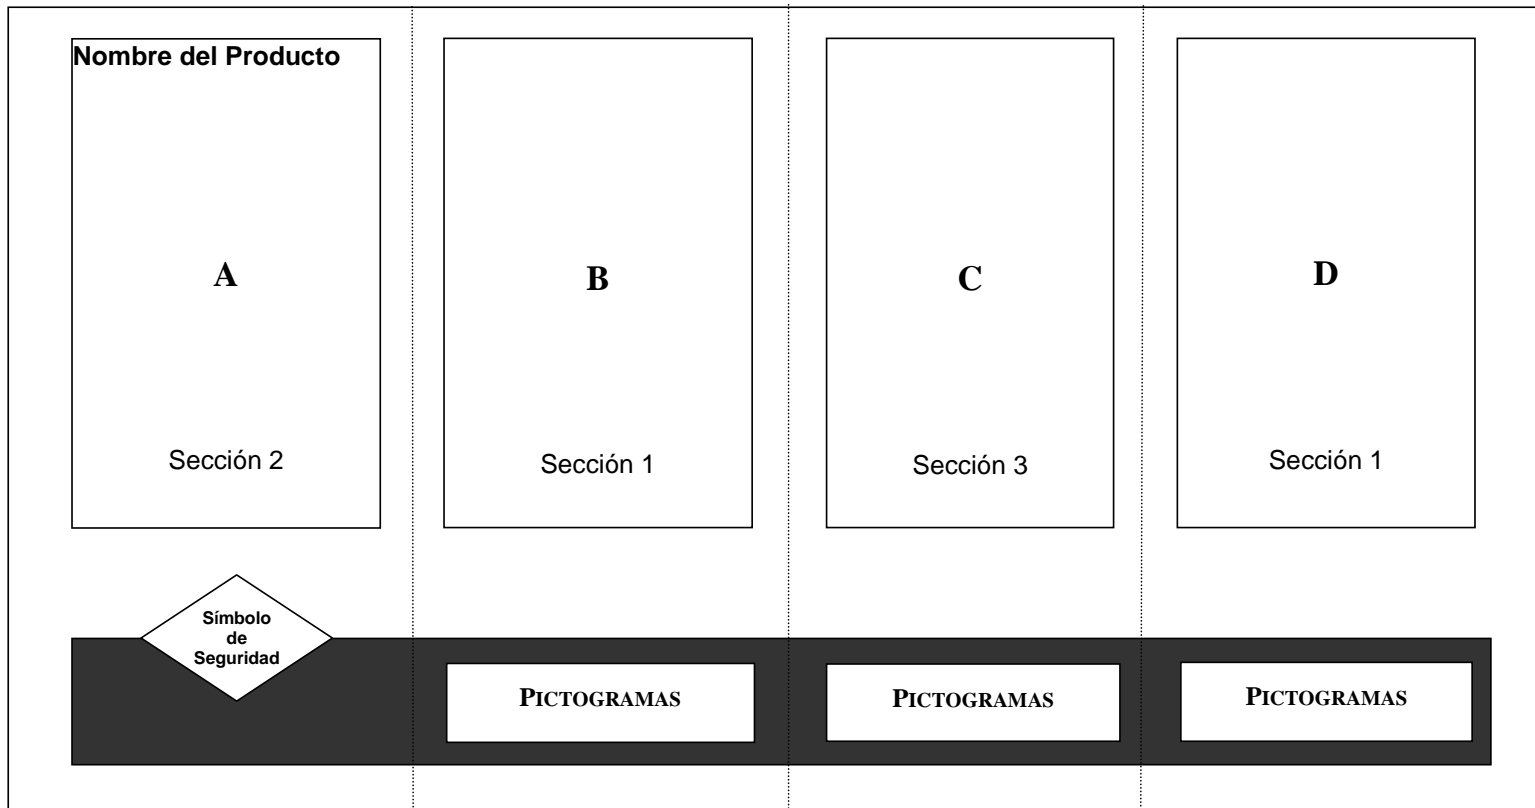 Nombre del Producto
A
Sección 2
B
Sección 1
C
Sección 3
D
Sección 1
Símbolo
de
Seguridad
PICTOGRAMAS
PICTOGRAMAS
PICTOGRAMAS